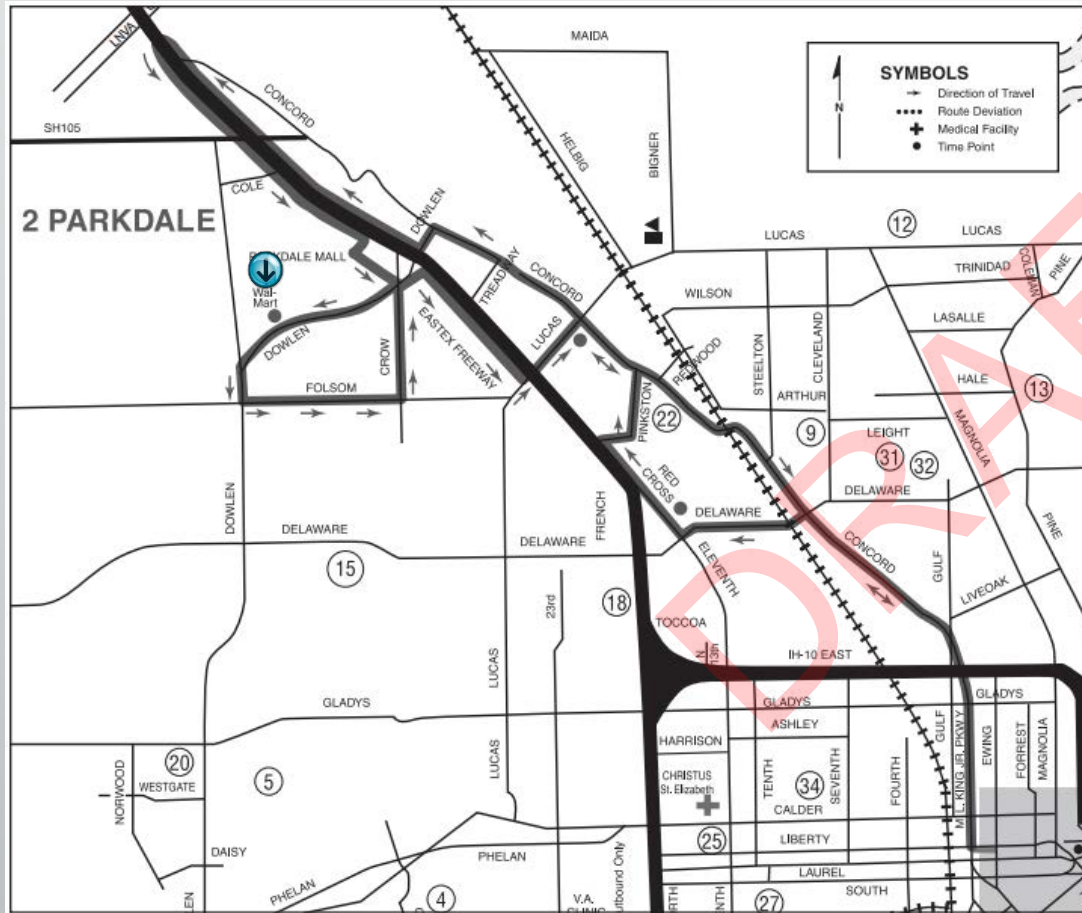 LNVA
MAIDA
SYMBOLS
N
Direction of Travel
Route Deviation
Medical Facility
Time Point
CONCORD
SH105
HELBIG
BIGNER
COLE
DOWLEN
2 PARKDALE
12
LUCAS
LUCAS
MALL
Wal-
Mart
TREADWAY
CONCORD
TRINIDAD
COLEMAN
PINE
WILSON
LASALLE
DOWLEN
CROW
EASTEX FREEWAY
LUCAS
STEELTON
CLEVELAND
REDWOOD
HALE
13
FOLSOM
ARTHUR
PINKSTON
22
9
LEIGHT
31
32
MAGNOLIA
RED
CROSS
DELAWARE
DOWLEN
DELAWARE
DELAWARE
FRENCH
DELAWARE
PINE
15
ELEVENTH
CONCORD
GULF
LIVEOAK
23rd
18
TOCCOA
N
13th
IH-10 EAST
LUCAS
GLADYS
GLADYS
GLADYS
ASHLEY
HARRISON
GULF
M. L. KING JR. PKWY
EWING
FORREST
MAGNOLIA
20
NORWOOD
WESTGATE
5
LUCAS
CHRISTUS
St. Elizabeth
TENTH
34
SEVENTH
FOURTH
CALDER
25
LIBERTY
DAISY
PHELAN
PHELAN
LAUREL
4
V.A.
27
SOUTH
DRAF